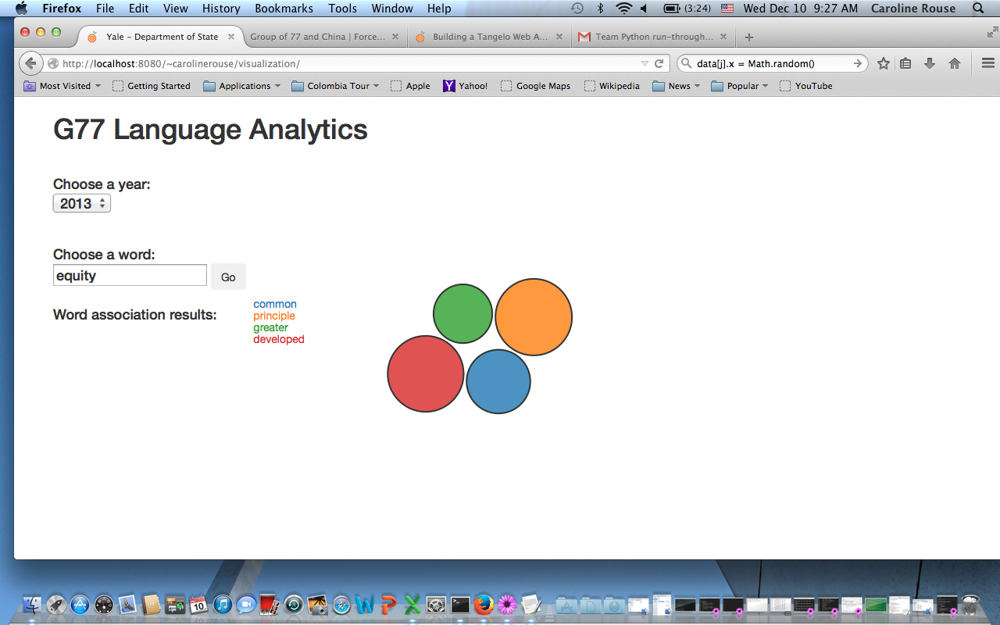 Firefox File Edit View History Bookmarks Tools Window Help (3:24) Wed Dec 10 9:27 AM Caroline Rouse
Yale – Department of State Group of 77 and China | Force... Building a Tangelo Web A... Team Python run-through...
http://localhost:8080/~carolinerouse/visualization/ data[j].x = Math.random()
Most Visited Getting Started Applications Colombia Tour Apple Yahoo! Google Maps Wikipedia News Popular YouTube
G77 Language Analytics
Choose a year:
2013
Choose a word:
equity Go
Word association results:
common
principle
greater
developed